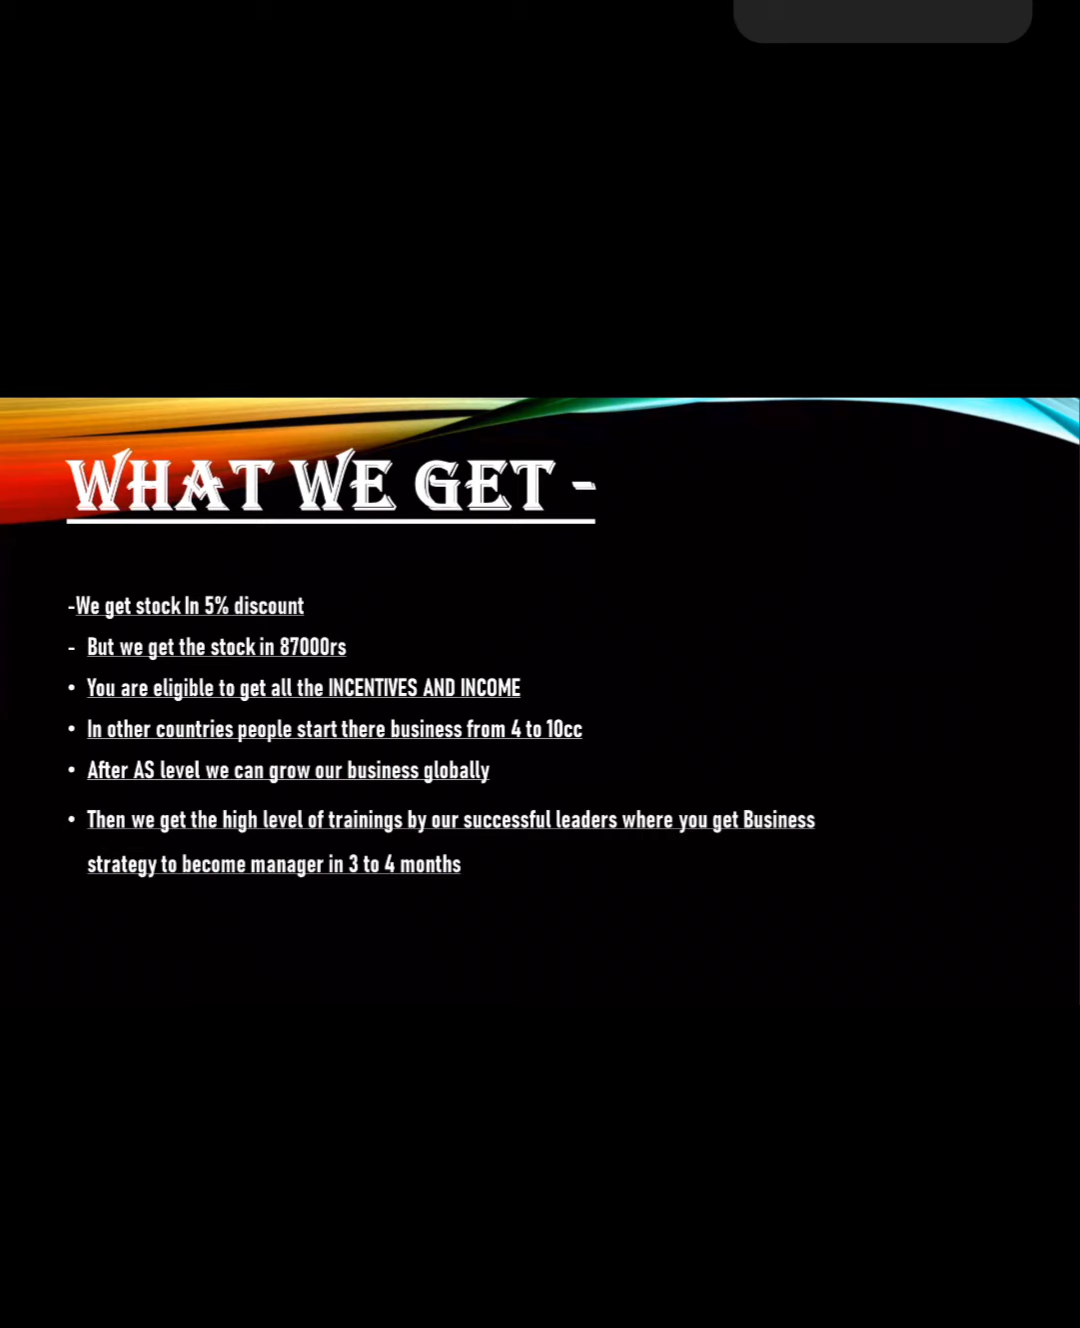 WHAT WE GET -
-We get stock In 5% discount
- But we get the stock in 87000rs
• You are eligible to get all the INCENTIVES AND INCOME
• In other countries people start there business from 4 to 10cc
• After AS level we can grow our business globally
• Then we get the high level of trainings by our successful leaders where you get Business
strategy to become manager in 3 to 4 months